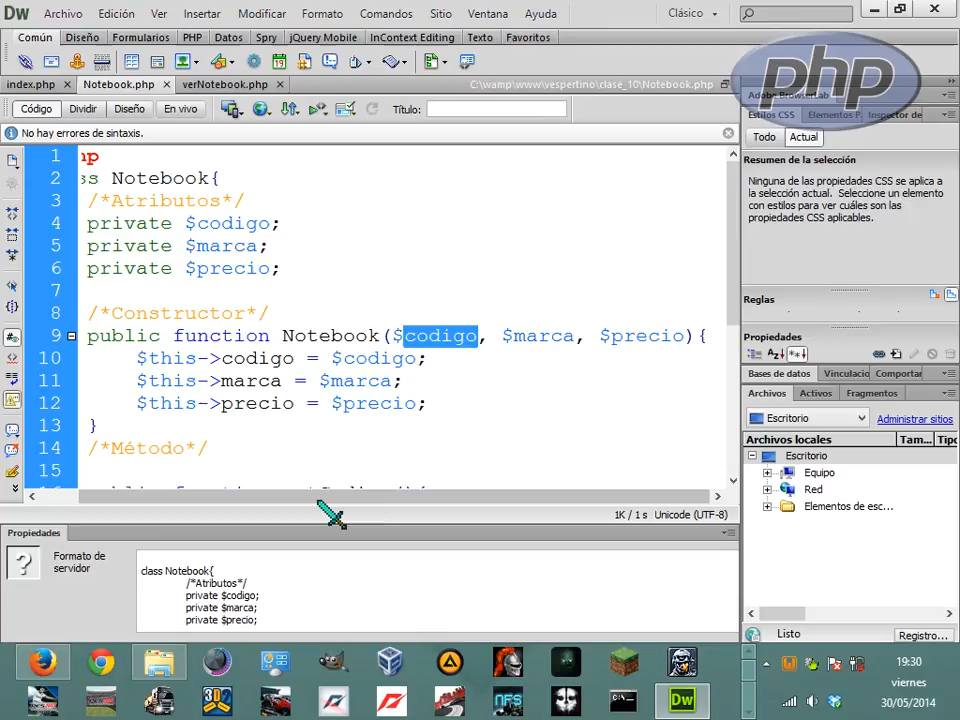 Dw Archivo Edición Ver Insertar Modificar Formato Comandos Sitio Ventana Ayuda Clásico
Común Diseño Formularios PHP Datos Spry jQuery Mobile InContext Editing Texto Favoritos
index.php Notebook.php verNotebook.php C:\wamp\www\vespertino\clase_10\Notebook.php
php
Código Dividir Diseño En vivo Título:
No hay errores de sintaxis.
1 hp
2 ss Notebook{
3 /*Atributos*/
4 private $codigo;
5 private $marca;
6 private $precio;
7
8 /*Constructor*/
9 public function Notebook($codigo, $marca, $precio){
10 $this->codigo = $codigo;
11 $this->marca = $marca;
12 $this->precio = $precio;
13 }
14 /*Método*/
15
1K / 1 s Unicode (UTF-8)
Propiedades
Formato de
servidor
class Notebook{
/*Atributos*/
private $codigo;
private $marca;
private $precio;
Adobe BrowserLab
Estilos CSS Elementos P Inspector de
Todo Actual
Resumen de la selección
Ninguna de las propiedades CSS se aplica a
la selección actual. Seleccione un elemento
con estilos para ver cuáles son las
propiedades CSS aplicables.
Reglas
Propiedades
Bases de datos Vinculacio Comportar
Archivos Activos Fragmentos
Escritorio Administrar sitios
Archivos locales Tam... Tipo
Escritorio
Equipo
Red
Elementos de esc...
Listo Registro...
NFS Dw
19:30
viernes
30/05/2014